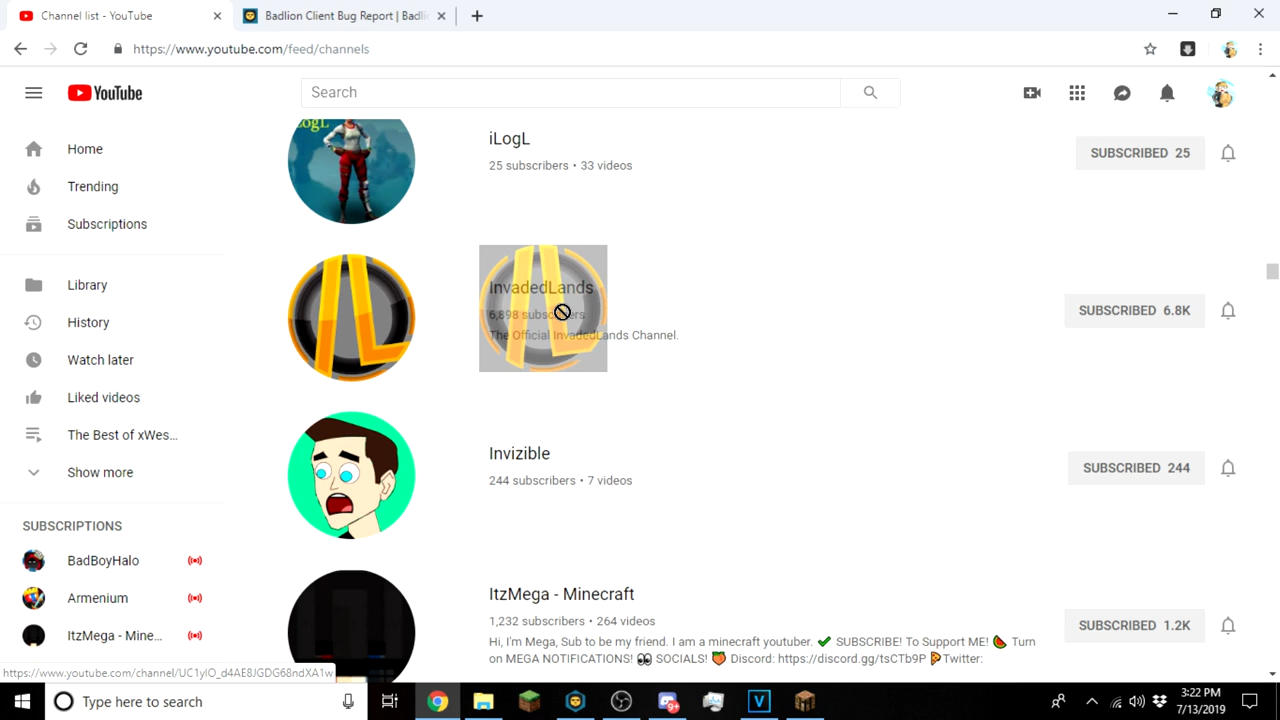 Channel list - YouTube
Badlion Client Bug Report | Badli
https://www.youtube.com/feed/channels
YouTube
Search
LogL
iLogL
25 subscribers • 33 videos
SUBSCRIBED 25
Home
Trending
Subscriptions
Library
History
Watch later
Liked videos
The Best of xWes...
Show more
InvadedLands
6,898 subscribers
The Official InvadedLands Channel.
SUBSCRIBED 6.8K
Invizible
244 subscribers • 7 videos
SUBSCRIBED 244
SUBSCRIPTIONS
BadBoyHalo
Armenium
ItzMega - Mine...
ItzMega - Minecraft
1,232 subscribers • 264 videos
Hi, I'm Mega, Sub to be my friend. I am a minecraft youtuber. ✔ SUBSCRIBE! To Support ME! 🍉 Turn
on MEGA NOTIFICATIONS! 👀 SOCIALS! 🍑 Discord: https://discord.gg/tsCTb9P 🍕Twitter:
SUBSCRIBED 1.2K
https://www.youtube.com/channel/UC1ylO_d4AE8JGDG68ndXA1w
Type here to search
3:22 PM
7/13/2019